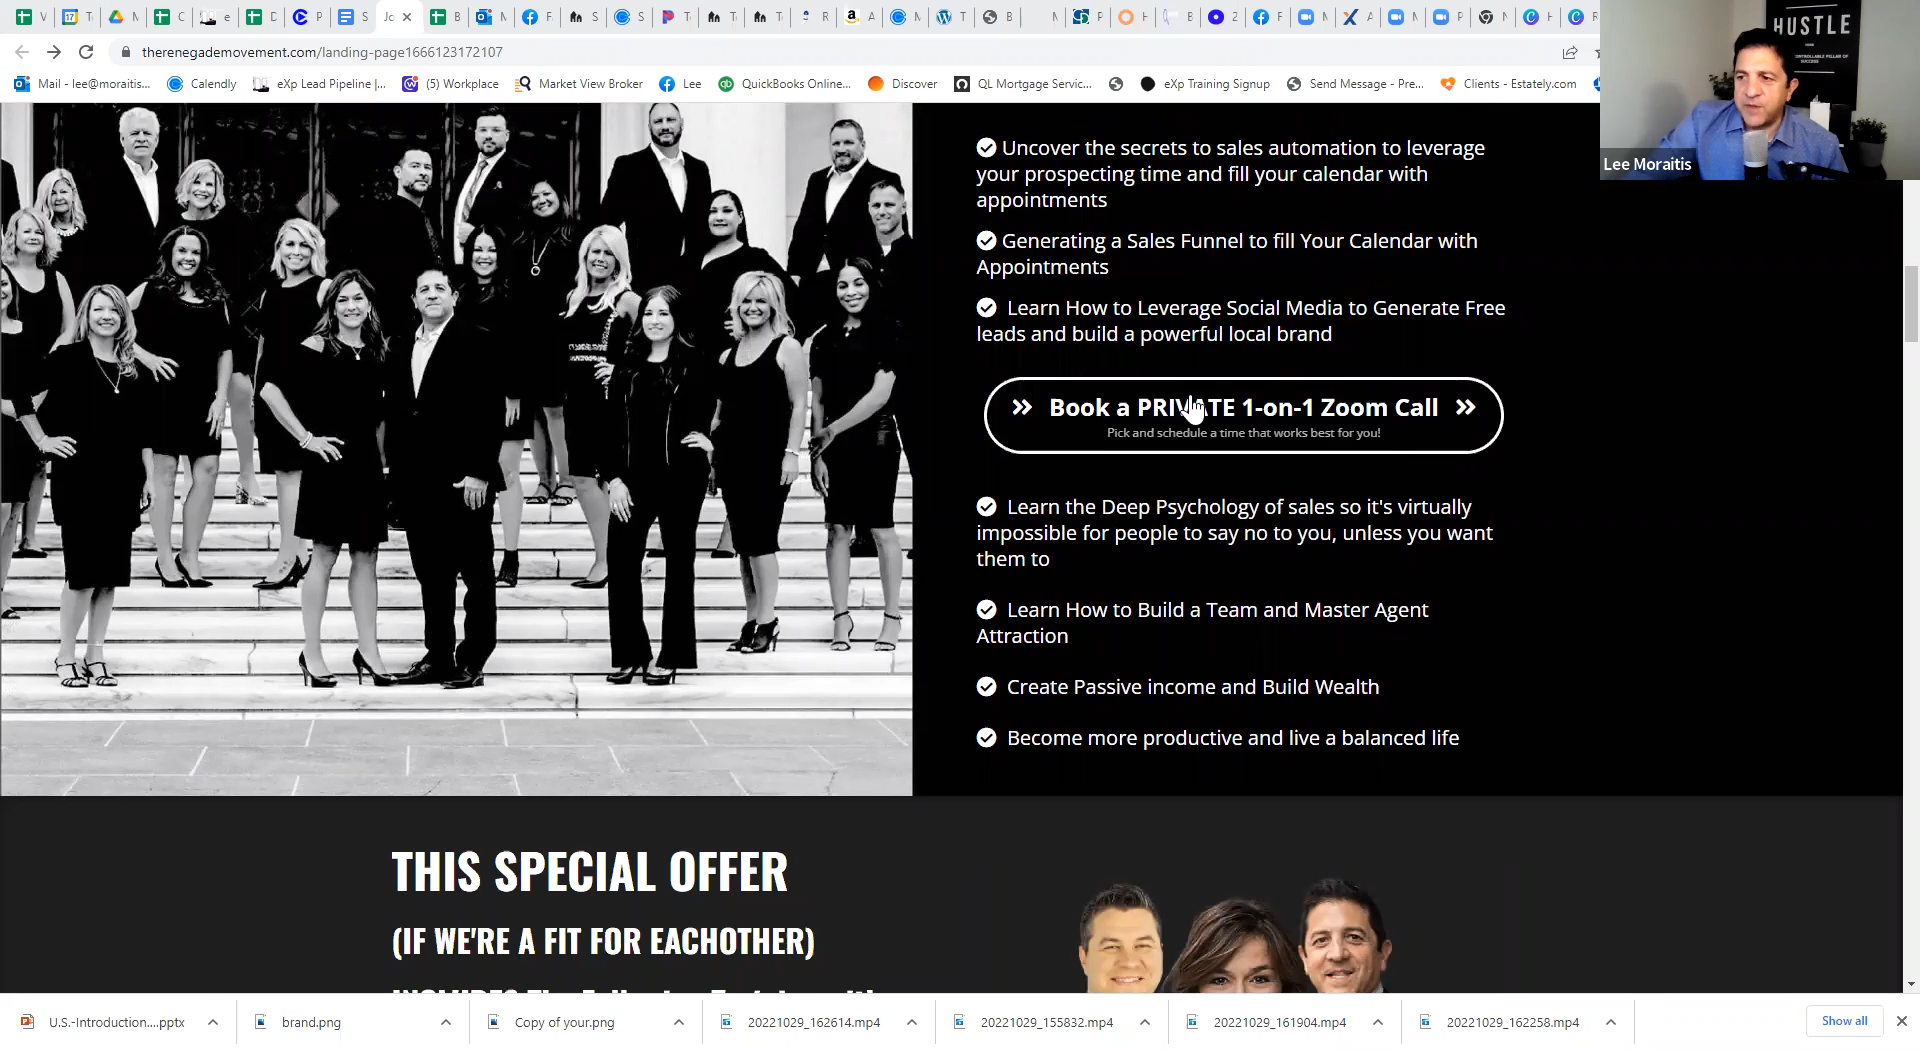 therenegademovement.com/landing-page1666123172107
Mail - lee@moraitis...
Calendly
eXp Lead Pipeline |...
(5) Workplace
Market View Broker
Lee
QuickBooks Online...
Discover
QL Mortgage Servic...
eXp Training Signup
Send Message - Pre...
Clients - Estately.com
HUSTLE
Lee Moraitis
Uncover the secrets to sales automation to leverage
your prospecting time and fill your calendar with
appointments
Generating a Sales Funnel to fill Your Calendar with
Appointments
Learn How to Leverage Social Media to Generate Free
leads and build a powerful local brand
Book a PRIVATE 1-on-1 Zoom Call
Pick and schedule a time that works best for you!
Learn the Deep Psychology of sales so it's virtually
impossible for people to say no to you, unless you want
them to
Learn How to Build a Team and Master Agent
Attraction
Create Passive income and Build Wealth
Become more productive and live a balanced life
THIS SPECIAL OFFER
(IF WE'RE A FIT FOR EACHOTHER)
U.S.-Introduction....pptx
brand.png
Copy of your.png
20221029_162614.mp4
20221029_155832.mp4
20221029_161904.mp4
20221029_162258.mp4
Show all